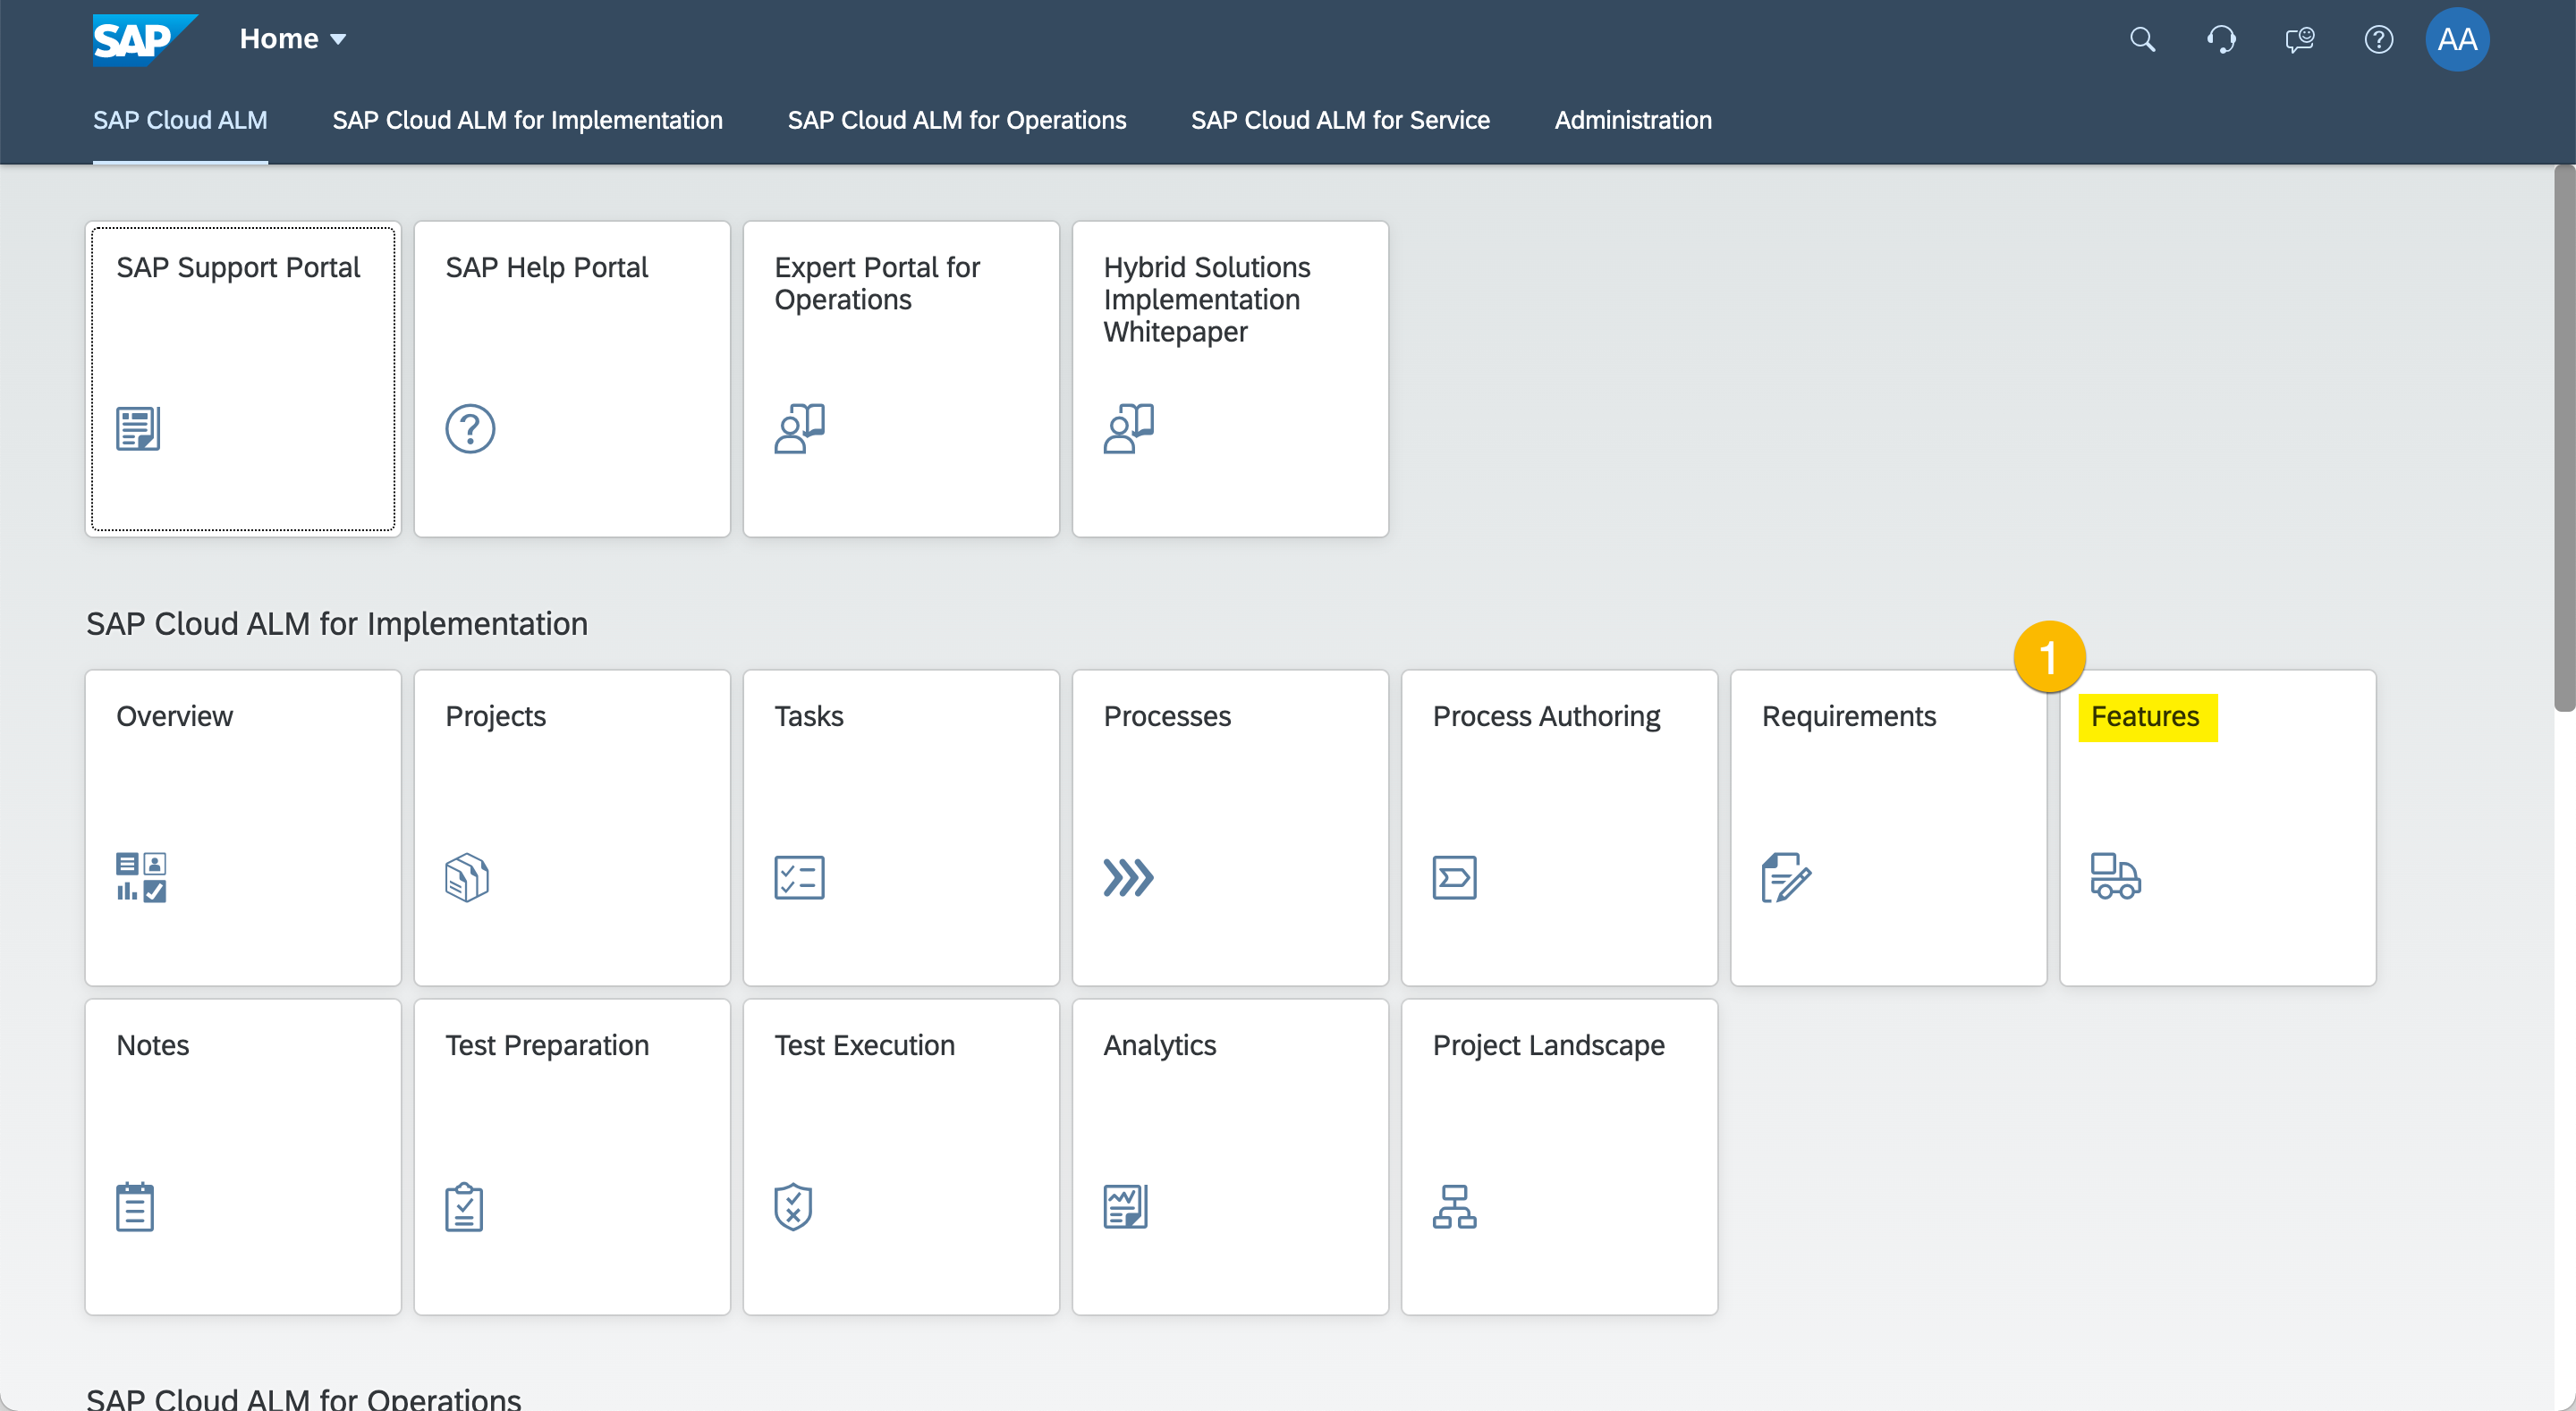 SAP Home
AA
SAP Cloud ALM SAP Cloud ALM for Implementation SAP Cloud ALM for Operations SAP Cloud ALM for Service Administration
SAP Support Portal
SAP Help Portal
Expert Portal for
Operations
Hybrid Solutions
Implementation
Whitepaper
SAP Cloud ALM for Implementation
1
Overview
Projects
Tasks
Processes
Process Authoring
Requirements
Features
Notes
Test Preparation
Test Execution
Analytics
Project Landscape
SAP Cloud ALM for Operations